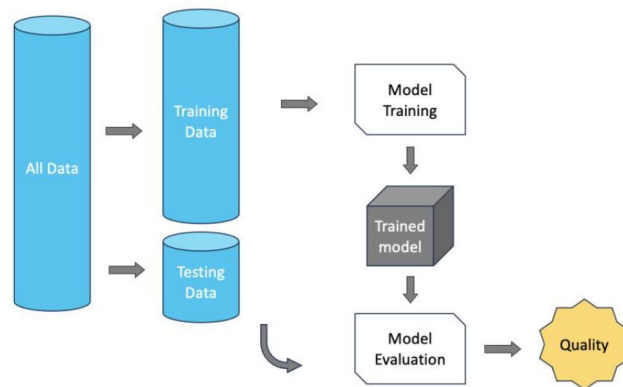 All Data
Training
Data
Testing
Data
Model
Training
Trained
model
Model
Evaluation
Quality